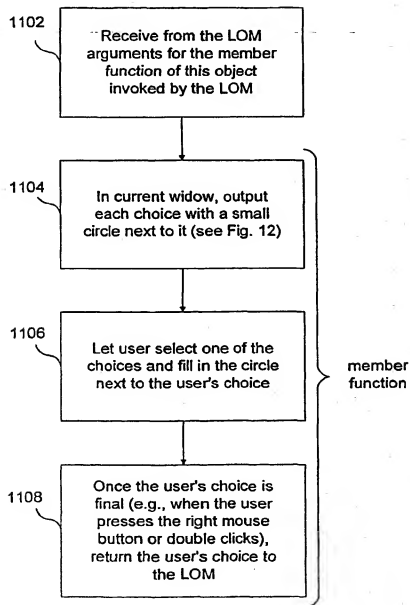 1102
Receive from the LOM
arguments for the member
function of this object
invoked by the LOM
1104
In current widow, output
each choice with a small
circle next to it (see Fig. 12)
1106
Let user select one of the
choices and fill in the circle
next to the user's choice
member
function
1108
Once the user's choice is
final (e.g., when the user
presses the right mouse
button or double clicks),
return the user's choice to
the LOM